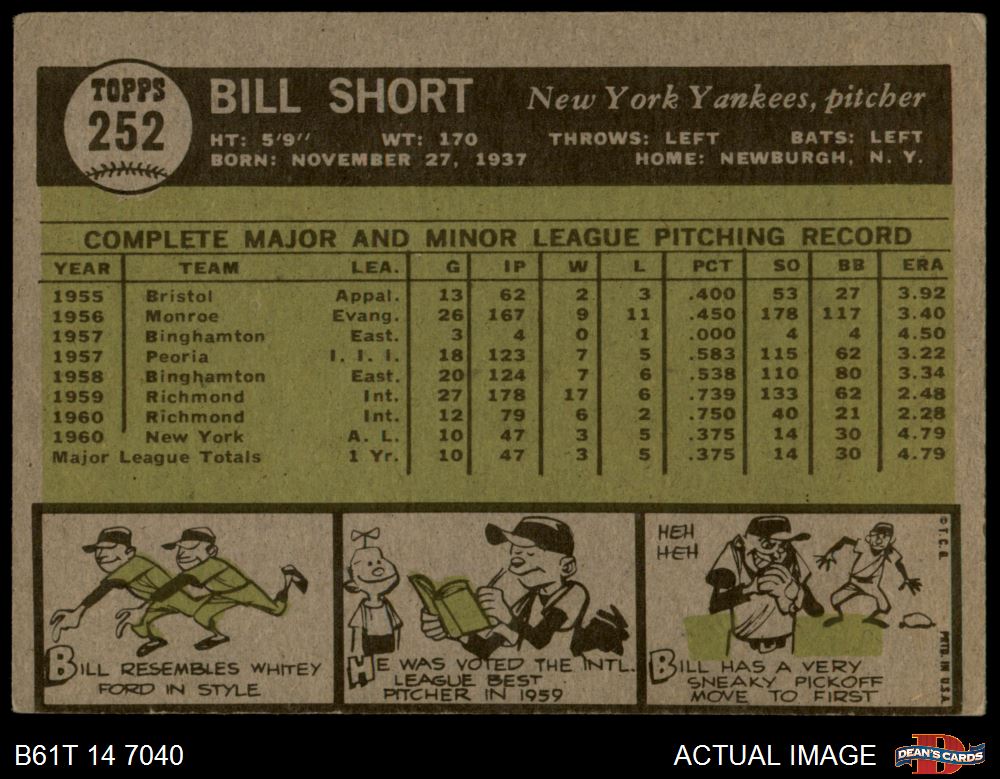 TOPPS
252
BILL SHORT New York Yankees, pitcher
HT: 5'9" WT: 170 THROWS: LEFT BATS: LEFT
BORN: NOVEMBER 27, 1937 HOME: NEWBURGH, N. Y.
COMPLETE MAJOR AND MINOR LEAGUE PITCHING RECORD
YEAR TEAM LEA. G IP W L PCT SO BB ERA
1955 Bristol Appal. 13 62 2 3 .400 53 27 3.92
1956 Monroe Evang. 26 167 9 11 .450 178 117 3.40
1957 Binghamton East. 3 4 0 1 .000 4 4 4.50
1957 Peoria I. I. I. 18 123 7 5 .583 115 62 3.22
1958 Binghamton East. 20 124 7 6 .538 110 80 3.34
1959 Richmond Int. 27 178 17 6 .739 133 62 2.48
1960 Richmond Int. 12 79 6 2 .750 40 21 2.28
1960 New York A. L. 10 47 3 5 .375 14 30 4.79
Major League Totals 1 Yr. 10 47 3 5 .375 14 30 4.79
BILL RESEMBLES WHITEY
FORD IN STYLE
HE WAS VOTED THE INTL.
LEAGUE BEST
PITCHER IN 1959
HEH
HEH
BILL HAS A VERY
SNEAKY PICKOFF
MOVE TO FIRST
© T. C. G.
PRTD. IN U.S.A.
B61T 14 7040
ACTUAL IMAGE
D
DEAN'S CARDS